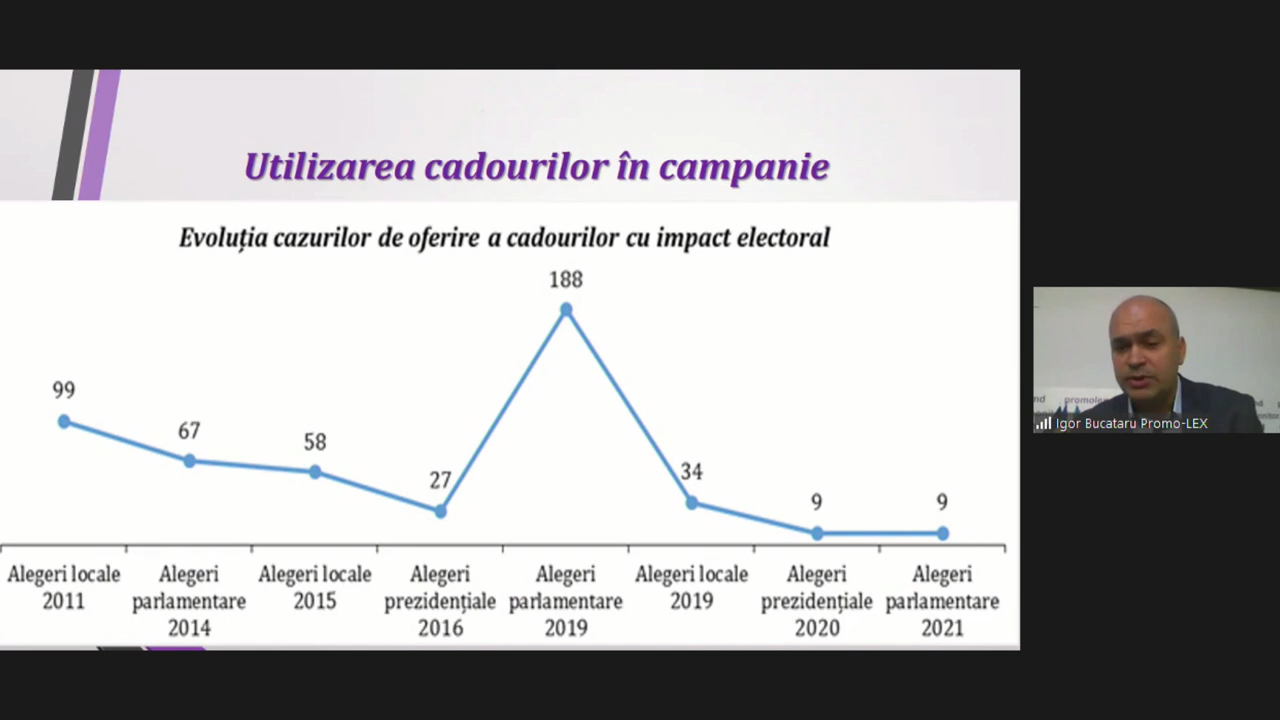 Utilizarea cadourilor în campanie
Evoluția cazurilor de oferire a cadourilor cu impact electoral
188
99
67
58
27
34
9
9
Alegeri locale
2011
Alegeri
parlamentare
2014
Alegeri locale
2015
Alegeri
prezidențiale
2016
Alegeri
parlamentare
2019
Alegeri locale
2019
Alegeri
prezidențiale
2020
Alegeri
parlamentare
2021
Igor Bucataru Promo-LEX